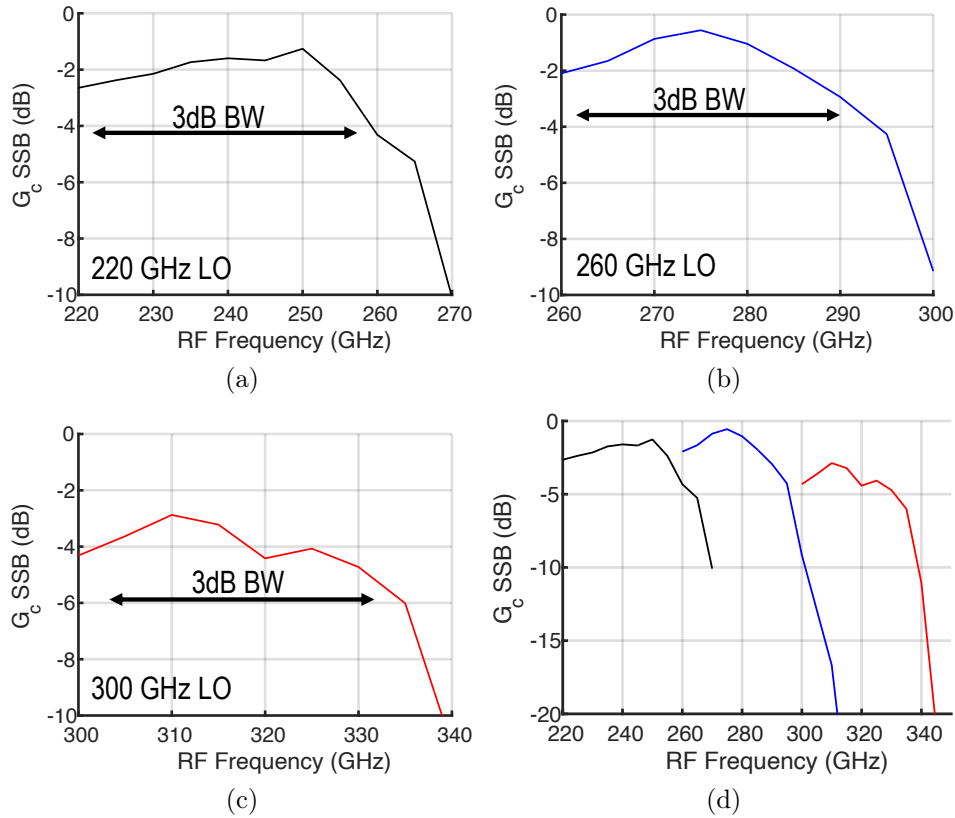 0
-2
-4
-6
-8
-10
G_c SSB (dB)
3dB BW
220 GHz LO
220 230 240 250 260 270
RF Frequency (GHz)
(a)
0
-2
-4
-6
-8
-10
G_c SSB (dB)
3dB BW
260 GHz LO
260 270 280 290 300
RF Frequency (GHz)
(b)
0
-2
-4
-6
-8
-10
G_c SSB (dB)
3dB BW
300 GHz LO
300 310 320 330 340
RF Frequency (GHz)
(c)
0
-5
-10
-15
-20
G_c SSB (dB)
220 240 260 280 300 320 340
RF Frequency (GHz)
(d)